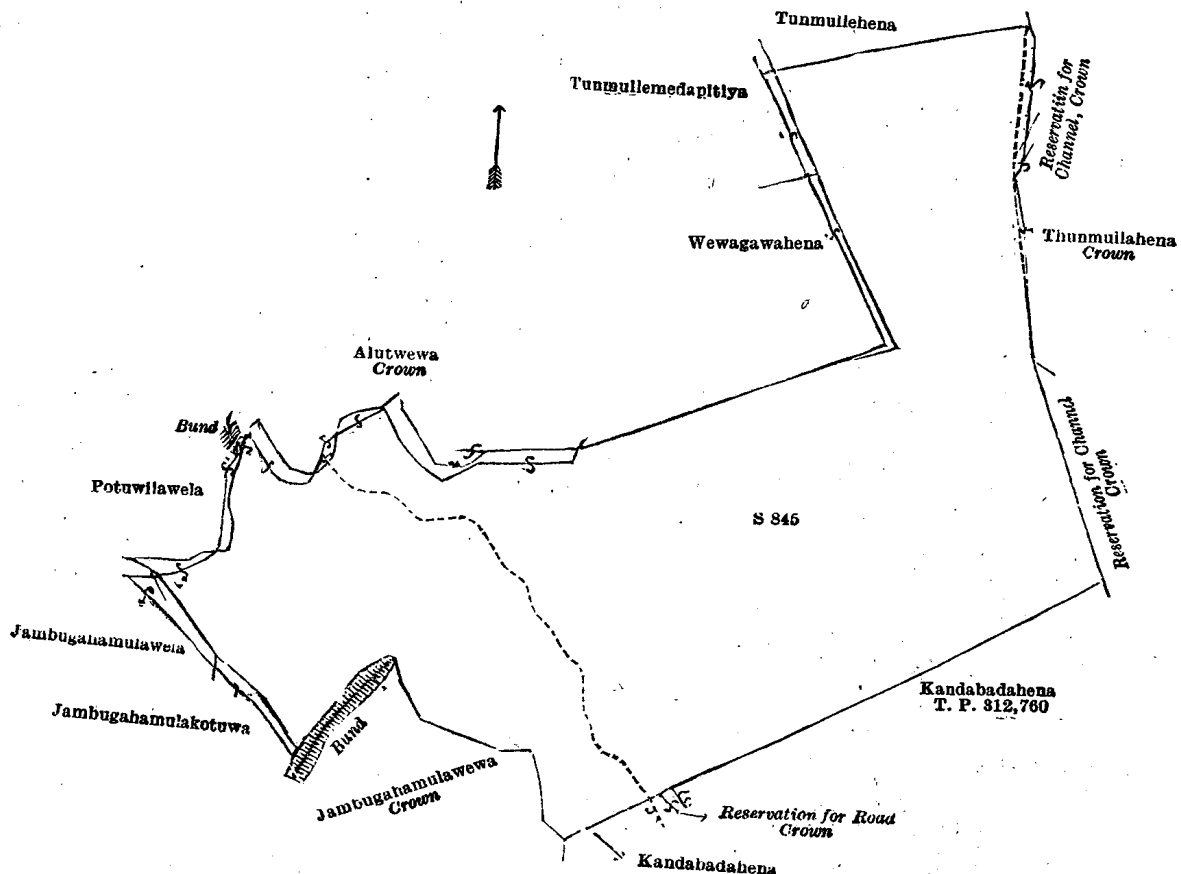 Tunmullehena
Tunmullemedapitiya
Reservatiin for
Channel, Crown
Wewagawahena
Thunmullahena
Crown
Alutwewa
Crown
Bund
Potuwilawela
S 845
Reservation for Channel
Crown
Jambugahamulawela
Jambugahamulakotuwa
Bund
Jambugahamulawewa
Crown
Kandabadahena
T. P. 312,760
Reservation for Road
Crown
Kandabadahena